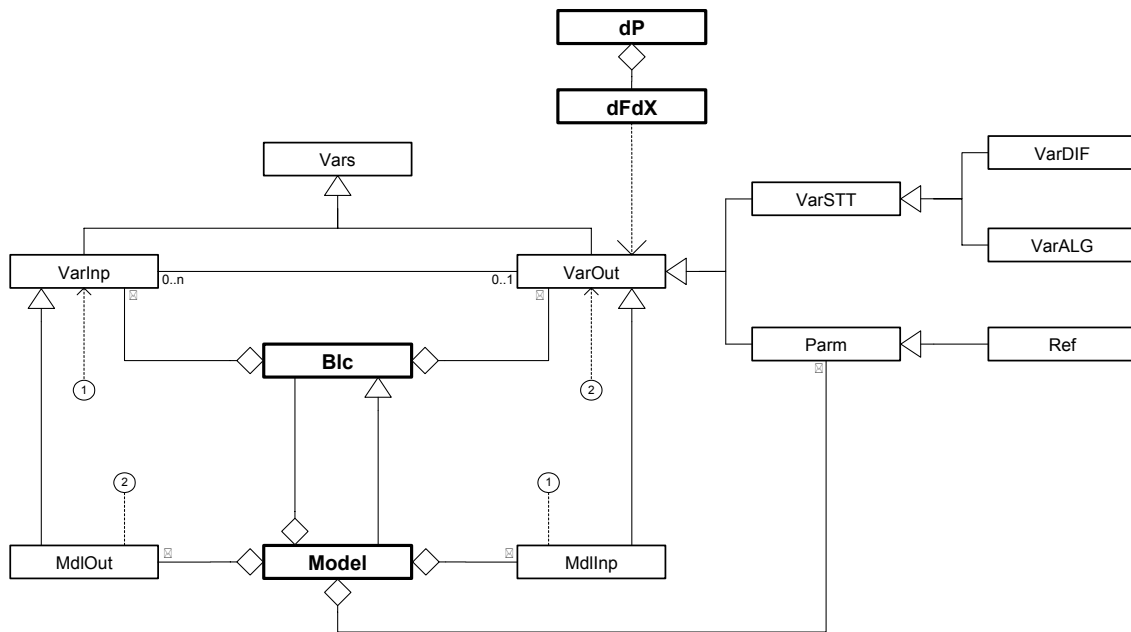 dP
dFdX
Vars
VarDIF
VarSTT
VarALG
VarInp
0..n
0..1
VarOut
Blc
Parm
Ref
1
2
2
1
MdlOut
Model
MdlInp